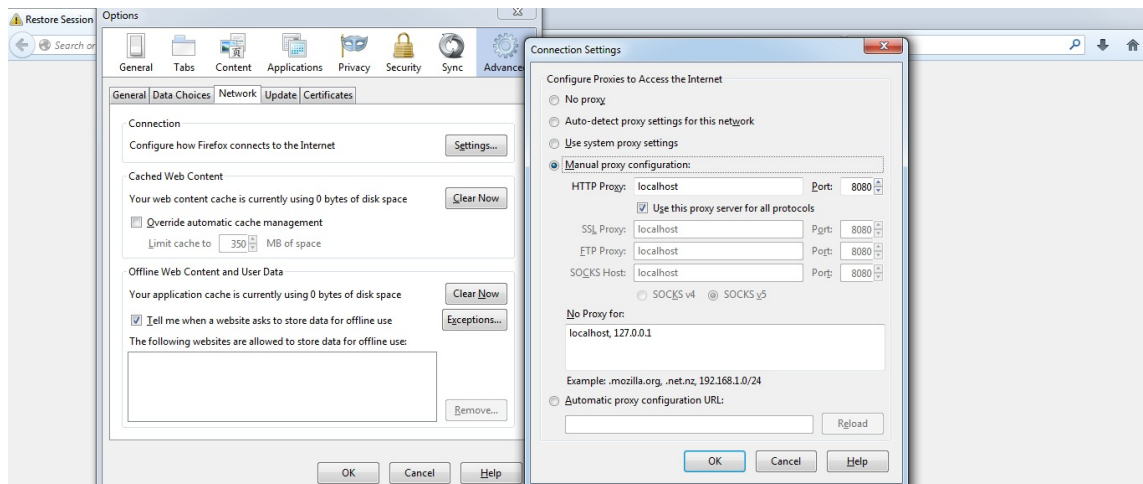 Restore Session
Search or
Options
General Tabs Content Applications Privacy Security Sync Advance
General Data Choices Network Update Certificates
Connection
Configure how Firefox connects to the Internet Settings...
Cached Web Content
Your web content cache is currently using 0 bytes of disk space Clear Now
Override automatic cache management
Limit cache to 350 MB of space
Offline Web Content and User Data
Your application cache is currently using 0 bytes of disk space Clear Now
Tell me when a website asks to store data for offline use Exceptions...
The following websites are allowed to store data for offline use:
Remove...
OK Cancel Help
Connection Settings
Configure Proxies to Access the Internet
No proxy
Auto-detect proxy settings for this network
Use system proxy settings
Manual proxy configuration:
HTTP Proxy: localhost Port: 8080
Use this proxy server for all protocols
SSL Proxy: localhost Port: 8080
FTP Proxy: localhost Port: 8080
SOCKS Host: localhost Port: 8080
SOCKS v4 SOCKS v5
No Proxy for:
localhost, 127.0.0.1
Example: .mozilla.org, .net.nz, 192.168.1.0/24
Automatic proxy configuration URL:
Reload
OK Cancel Help